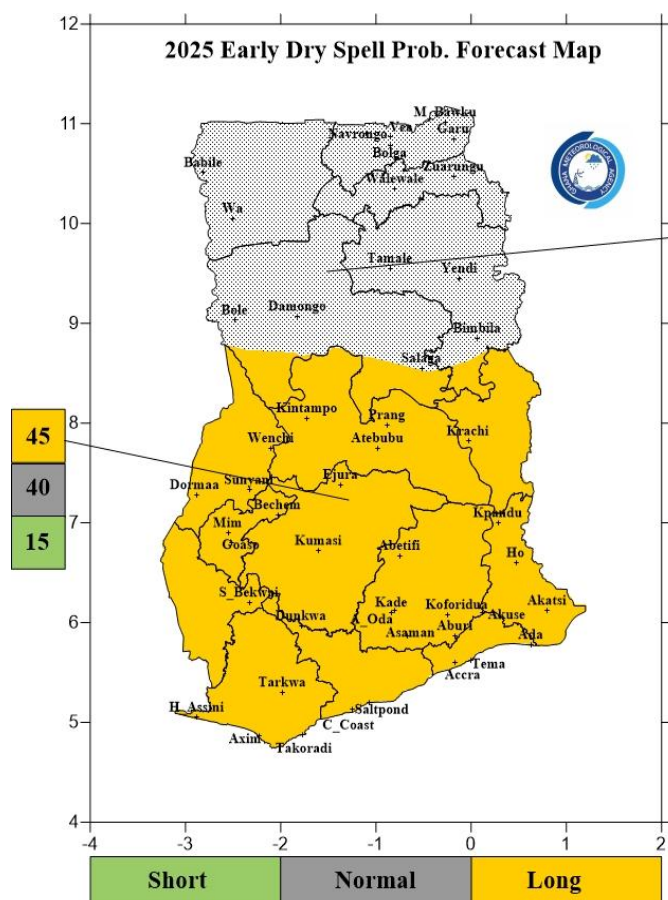 2025 Early Dry Spell Prob. Forecast Map
12
11
10
9
8
7
6
5
4
M_Bawku
Navrongo
Vea
Garu
Bolga
Zuarungu
Babile
Walewale
Wa
Tamale
Yendi
Bole
Damongo
Bimbila
Salaga
Kintampo
Prang
Krachi
Wenchi
Atebubu
45
40
15
Dormaa
Sunyani
Ejura
Bechem
Kpandu
Mim
Goaso
Kumasi
Abetifi
Ho
S_Bekwai
Kade
Koforidua
Akatsi
Dunkwa
A_Oda
Akuse
Asaman
Aburi
Ada
Tarkwa
Accra
Tema
H_Assini
Saltpond
C_Coast
Axim
Takoradi
-4 -3 -2 -1 0 1 2
Short Normal Long
GHANA METEOROLOGICAL AGENCY